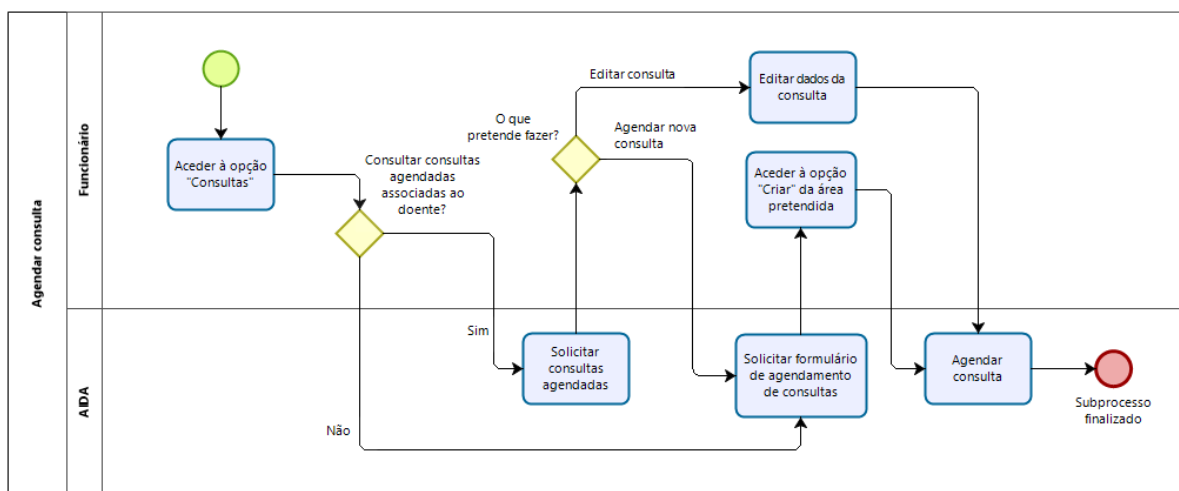 Agendar consulta
Funcionário
Aceder à opção
"Consultas"
Consultar consultas
agendadas
associadas ao
doente?
O que
pretende fazer?
Editar consulta
Agendar nova
consulta
Editar dados da
consulta
Aceder à opção
"Criar" da área
pretendida
AIDA
Sim
Não
Solicitar
consultas
agendadas
Solicitar formulário
de agendamento
de consultas
Agendar
consulta
Subprocesso
finalizado